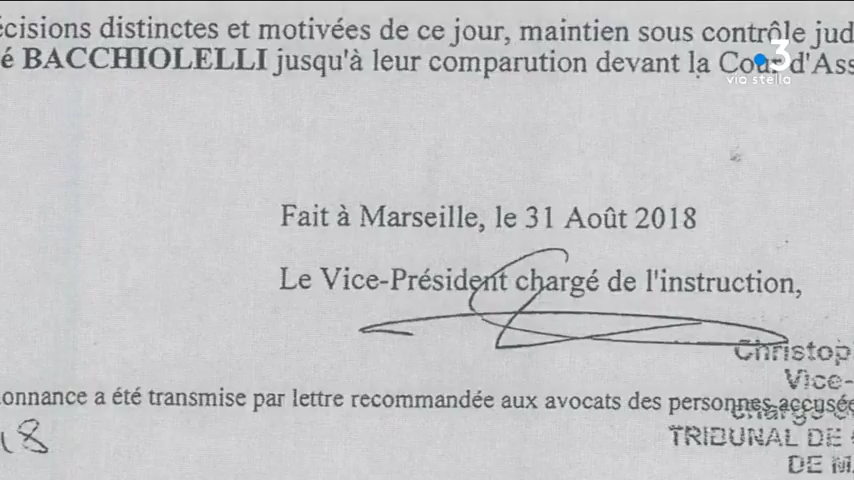 écisions distinctes et motivées de ce jour, maintien sous contrôle jud
é BACCHIOLELLI jusqu'à leur comparution devant la Cour d'Ass
3
via stella
Fait à Marseille, le 31 Août 2018
Le Vice-Président chargé de l'instruction,
Christop
Vice-
onnance a été transmise par lettre recommandée aux avocats des personnes accusée
18
TRIBUNAL DE
DE MA